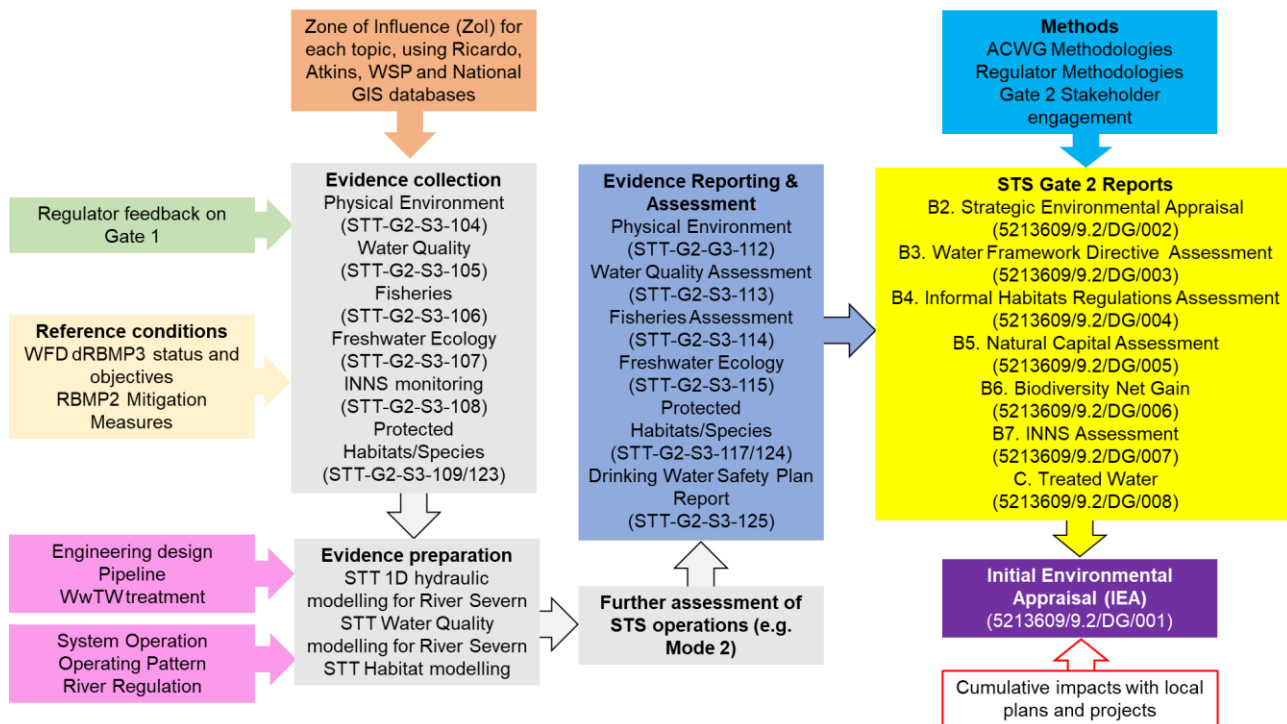 Zone of Influence (ZoI) for
each topic, using Ricardo,
Atkins, WSP and National
GIS databases
Methods
ACWG Methodologies
Regulator Methodologies
Gate 2 Stakeholder
engagement
Regulator feedback on
Gate 1
Reference conditions
WFD dRBMP3 status and
objectives
RBMP2 Mitigation
Measures
Evidence collection
Physical Environment
(STT-G2-S3-104)
Water Quality
(STT-G2-S3-105)
Fisheries
(STT-G2-S3-106)
Freshwater Ecology
(STT-G2-S3-107)
INNS monitoring
(STT-G2-S3-108)
Protected
Habitats/Species
(STT-G2-S3-109/123)
Engineering design
Pipeline
WwTW treatment
System Operation
Operating Pattern
River Regulation
Evidence preparation
STT 1D hydraulic
modelling for River Severn
STT Water Quality
modelling for River Severn
STT Habitat modelling
Further assessment of
STS operations (e.g.
Mode 2)
Evidence Reporting &
Assessment
Physical Environment
(STT-G2-G3-112)
Water Quality Assessment
(STT-G2-S3-113)
Fisheries Assessment
(STT-G2-S3-114)
Freshwater Ecology
(STT-G2-S3-115)
Protected
Habitats/Species
(STT-G2-S3-117/124)
Drinking Water Safety Plan
Report
(STT-G2-S3-125)
STS Gate 2 Reports
B2. Strategic Environmental Appraisal
(5213609/9.2/DG/002)
B3. Water Framework Directive Assessment
(5213609/9.2/DG/003)
B4. Informal Habitats Regulations Assessment
(5213609/9.2/DG/004)
B5. Natural Capital Assessment
(5213609/9.2/DG/005)
B6. Biodiversity Net Gain
(5213609/9.2/DG/006)
B7. INNS Assessment
(5213609/9.2/DG/007)
C. Treated Water
(5213609/9.2/DG/008)
Initial Environmental
Appraisal (IEA)
(5213609/9.2/DG/001)
Cumulative impacts with local
plans and projects